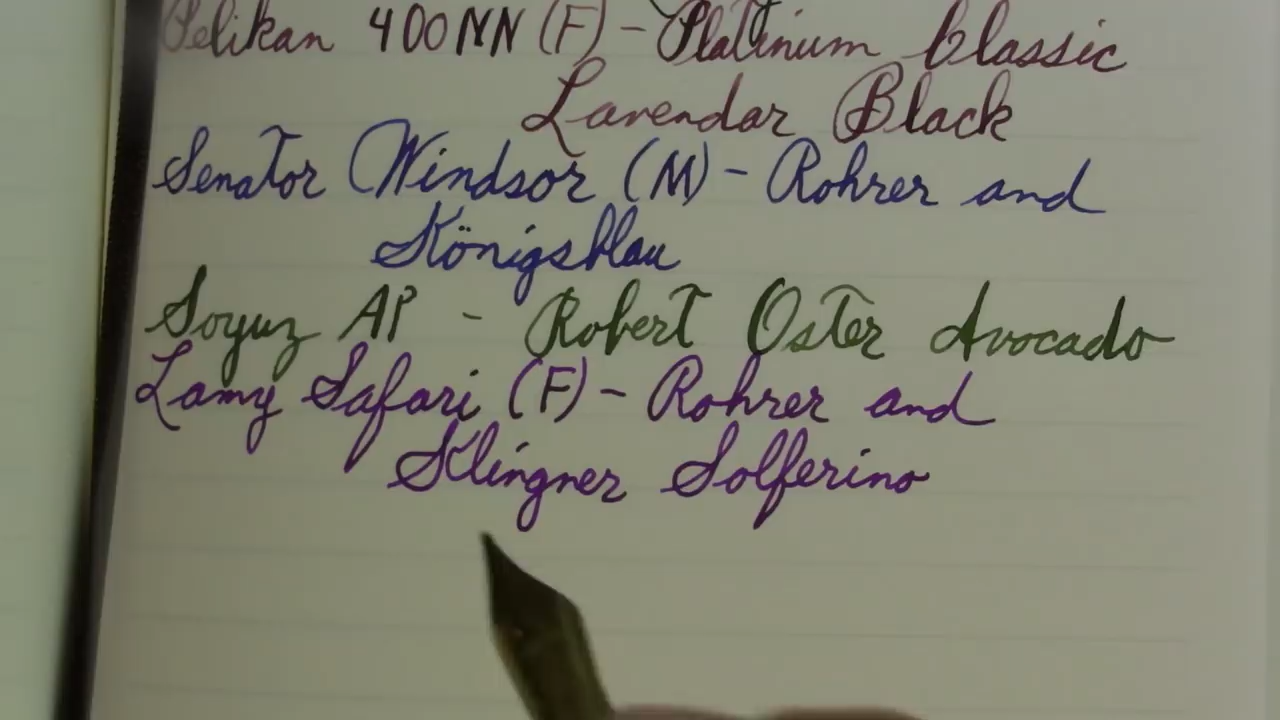 Pelikan 400NN (F) - Platinum Classic
Lavendar Black
Senator Windsor (M) - Rohrer and
Königsblau
Soyuz AP - Robert Oster Avocado
Lamy Safari (F) - Rohrer and
Klingner Solferino